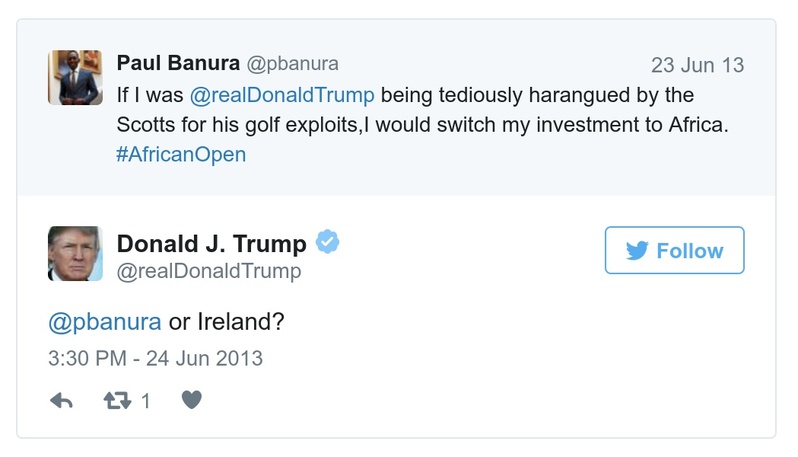 Paul Banura @pbanura 23 Jun 13
If I was @realDonaldTrump being tediously harangued by the
Scotts for his golf exploits,I would switch my investment to Africa.
#AfricanOpen
Donald J. Trump
@realDonaldTrump
Follow
@pbanura or Ireland?
3:30 PM - 24 Jun 2013
1